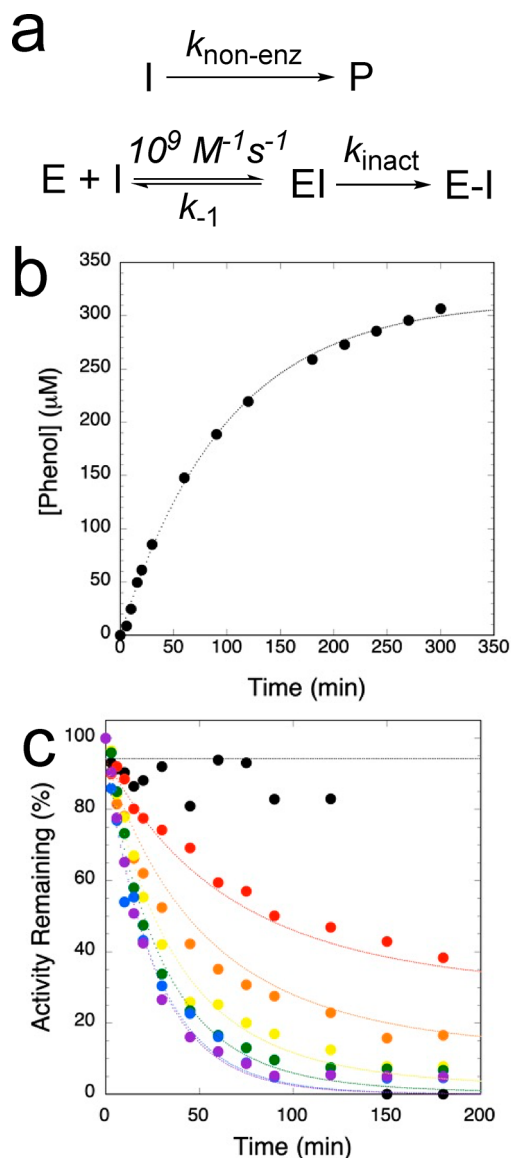 a
k non-enz
I P
10⁹ M⁻¹s⁻¹ k inact
E + I EI E-I
k₋₁
b
350
300
250
200
150
100
50
0
[Phenol] (μM)
0 50 100 150 200 250 300 350
Time (min)
c
100
80
60
40
20
0
Activity Remaining (%)
0 50 100 150 200
Time (min)